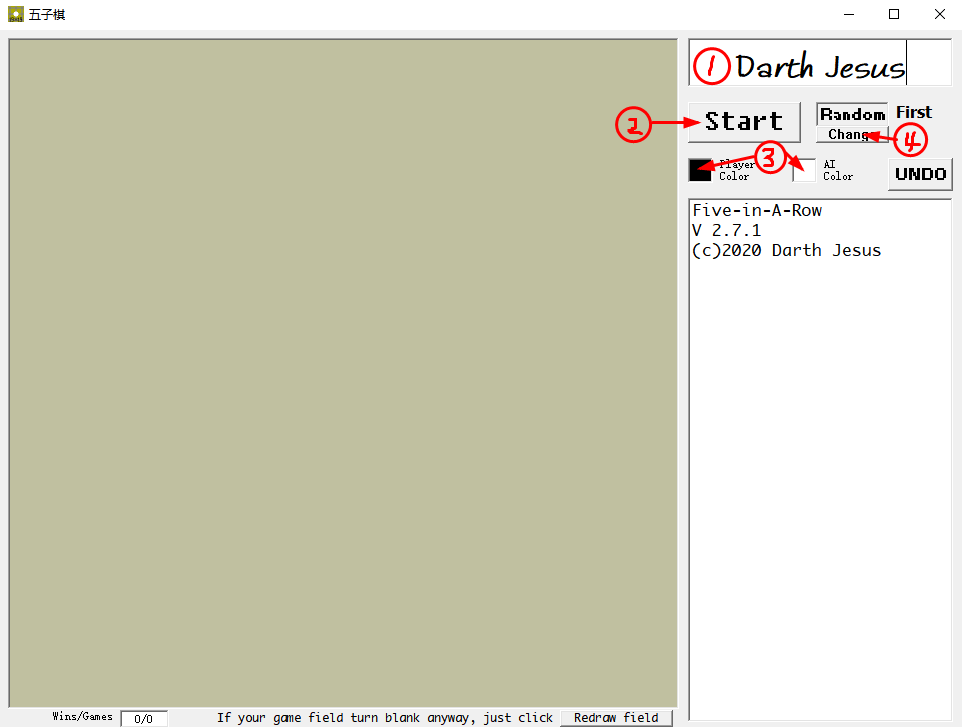 五子棋
① Darth Jesus
② Start
Random First
Change ④
③
Player Color
AI Color
UNDO
Five-in-A-Row
V 2.7.1
(c)2020 Darth Jesus
Wins/Games 0/0 If your game field turn blank anyway, just click Redraw field